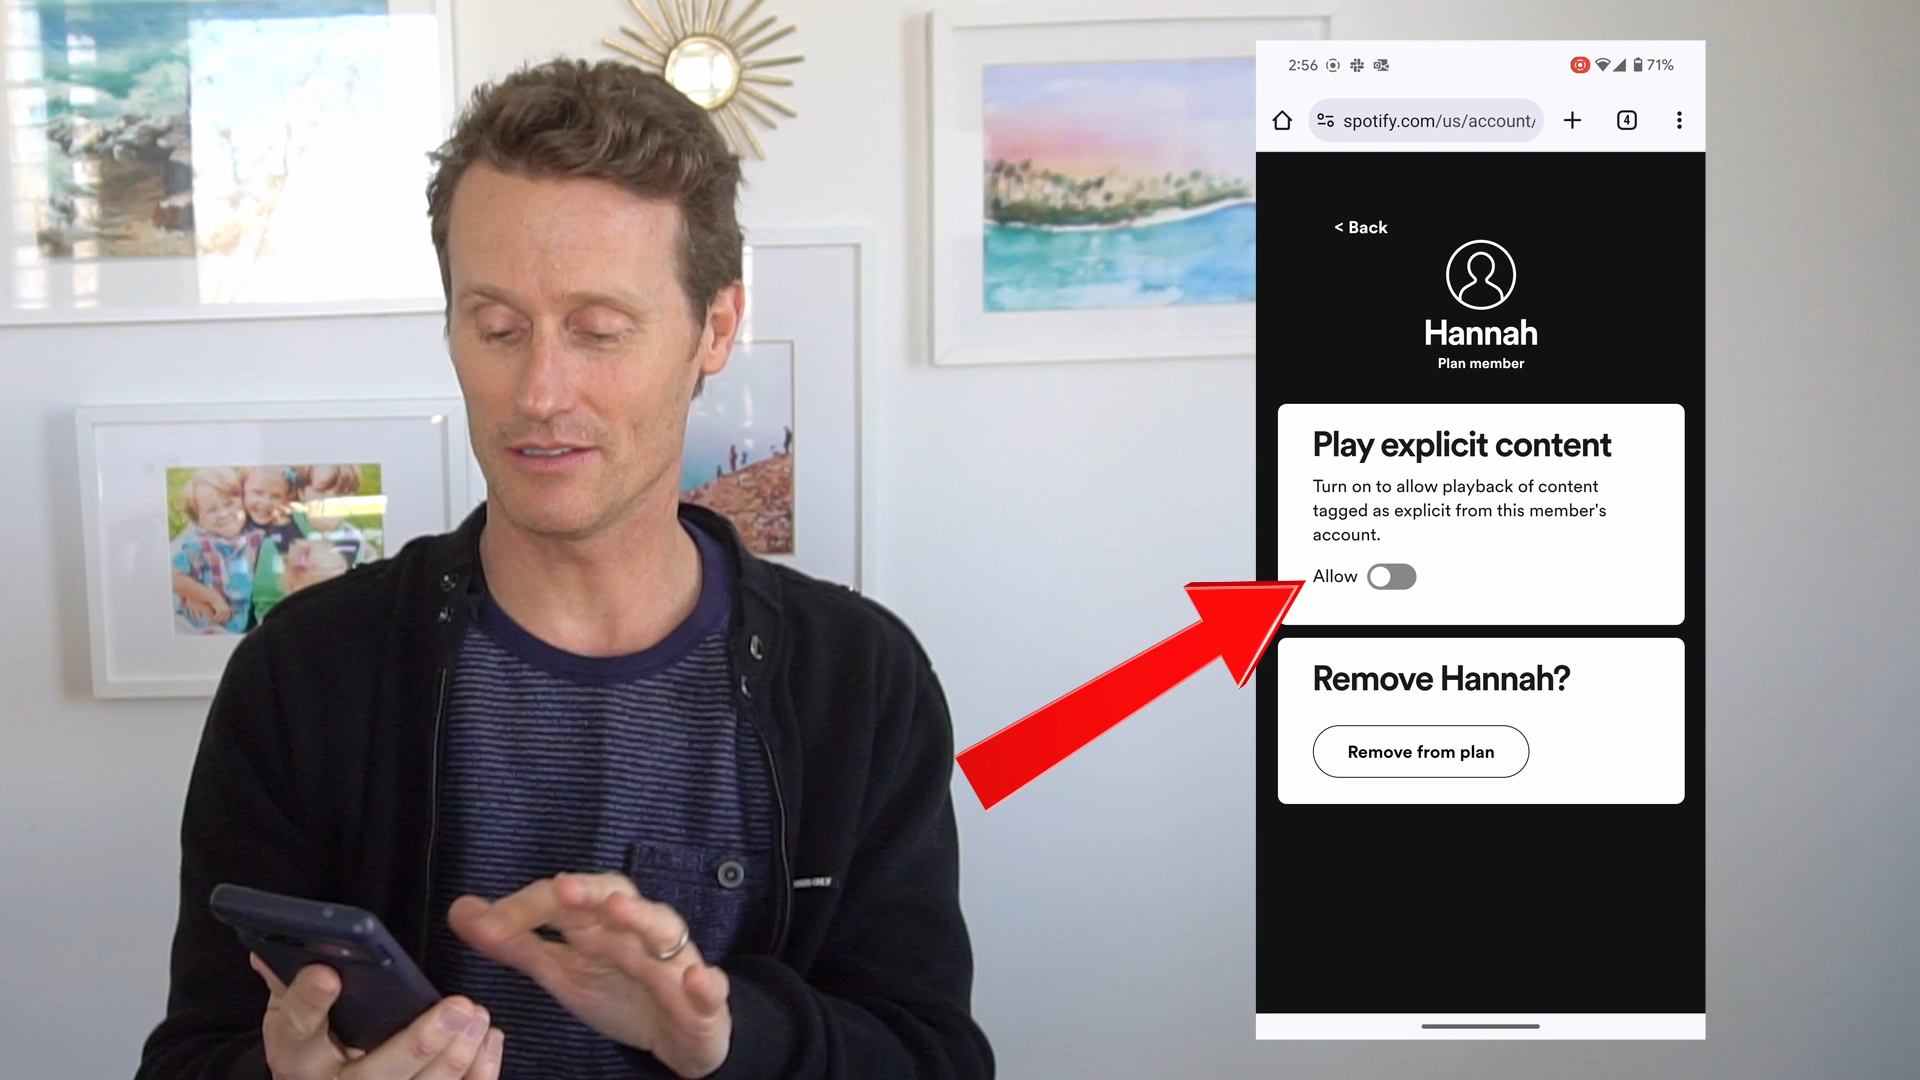 2:56
71%
spotify.com/us/account/
4
< Back
Hannah
Plan member
Play explicit content
Turn on to allow playback of content
tagged as explicit from this member's
account.
Allow
Remove Hannah?
Remove from plan